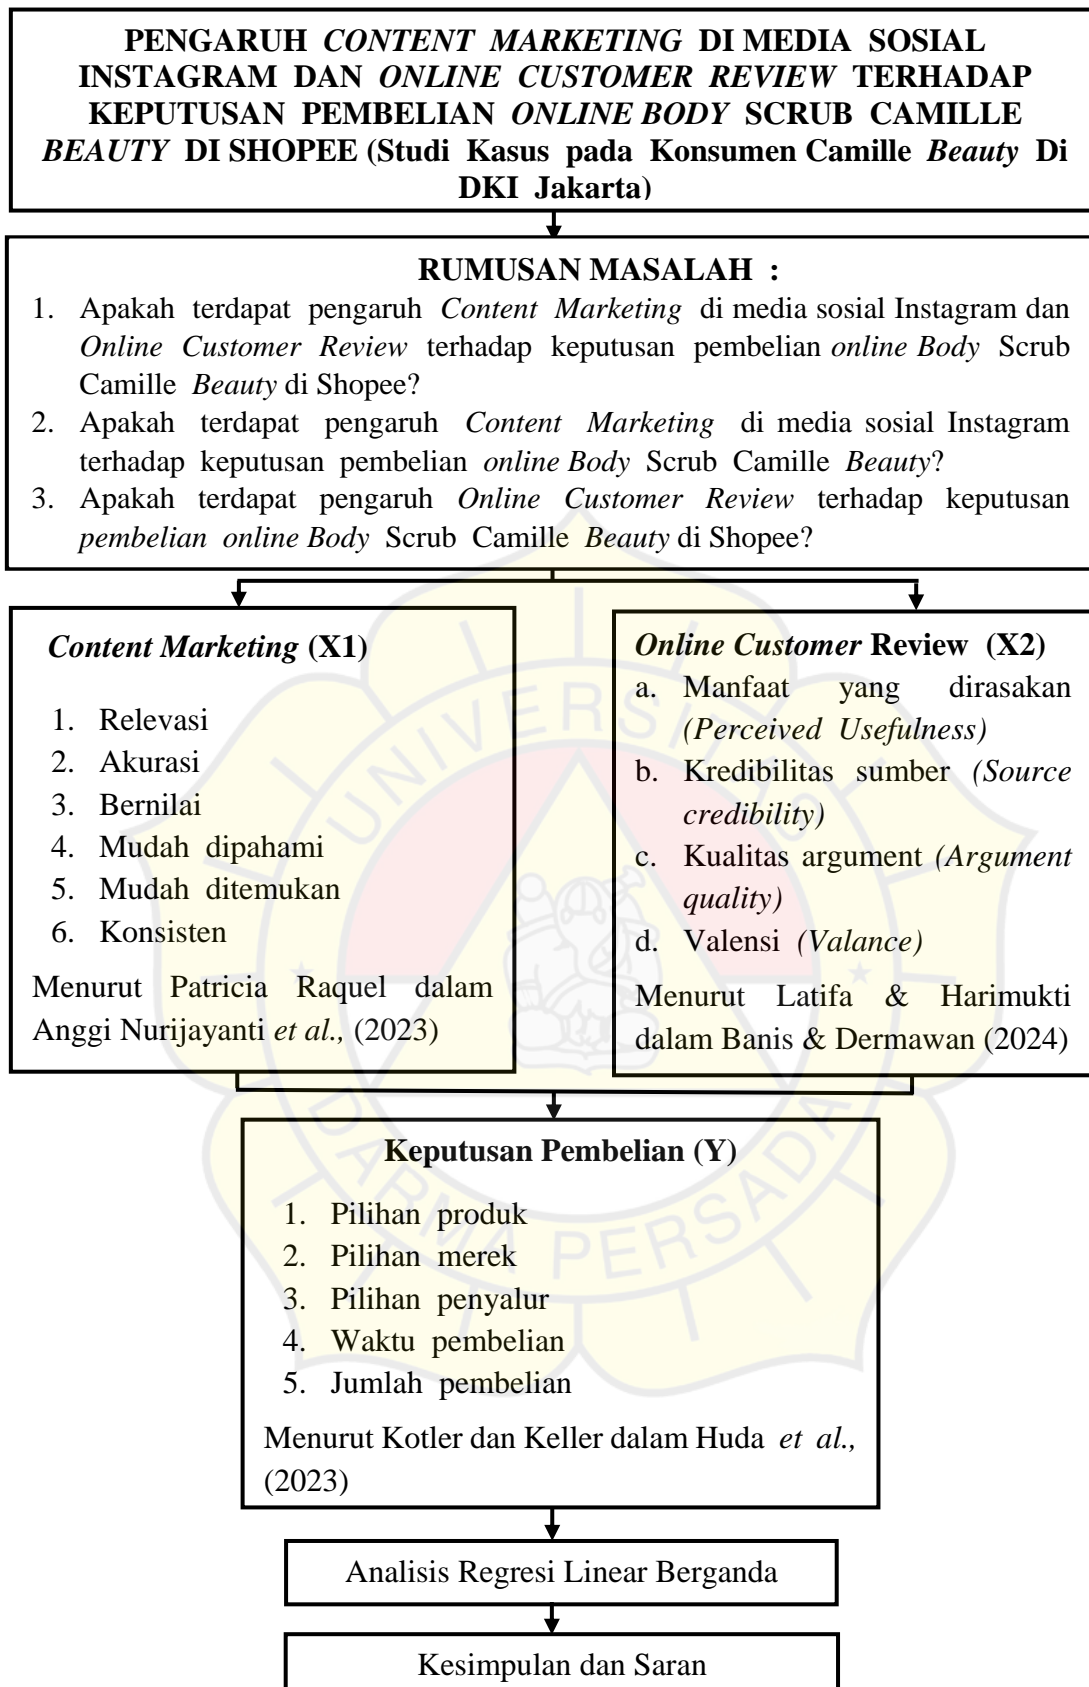 PENGARUH CONTENT MARKETING DI MEDIA SOSIAL
INSTAGRAM DAN ONLINE CUSTOMER REVIEW TERHADAP
KEPUTUSAN PEMBELIAN ONLINE BODY SCRUB CAMILLE
BEAUTY DI SHOPEE (Studi Kasus pada Konsumen Camille Beauty Di
DKI Jakarta)
RUMUSAN MASALAH :
1. Apakah terdapat pengaruh Content Marketing di media sosial Instagram dan
Online Customer Review terhadap keputusan pembelian online Body Scrub
Camille Beauty di Shopee?
2. Apakah terdapat pengaruh Content Marketing di media sosial Instagram
terhadap keputusan pembelian online Body Scrub Camille Beauty?
3. Apakah terdapat pengaruh Online Customer Review terhadap keputusan
pembelian online Body Scrub Camille Beauty di Shopee?
Content Marketing (X1)
1. Relevasi
2. Akurasi
3. Bernilai
4. Mudah dipahami
5. Mudah ditemukan
6. Konsisten
Menurut Patricia Raquel dalam
Anggi Nurijayanti et al., (2023)
Online Customer Review (X2)
a. Manfaat yang dirasakan
(Perceived Usefulness)
b. Kredibilitas sumber (Source
credibility)
c. Kualitas argument (Argument
quality)
d. Valensi (Valance)
Menurut Latifa & Harimukti
dalam Banis & Dermawan (2024)
Keputusan Pembelian (Y)
1. Pilihan produk
2. Pilihan merek
3. Pilihan penyalur
4. Waktu pembelian
5. Jumlah pembelian
Menurut Kotler dan Keller dalam Huda et al.,
(2023)
Analisis Regresi Linear Berganda
Kesimpulan dan Saran
UNIVERSITAS
DARMA PERSADA